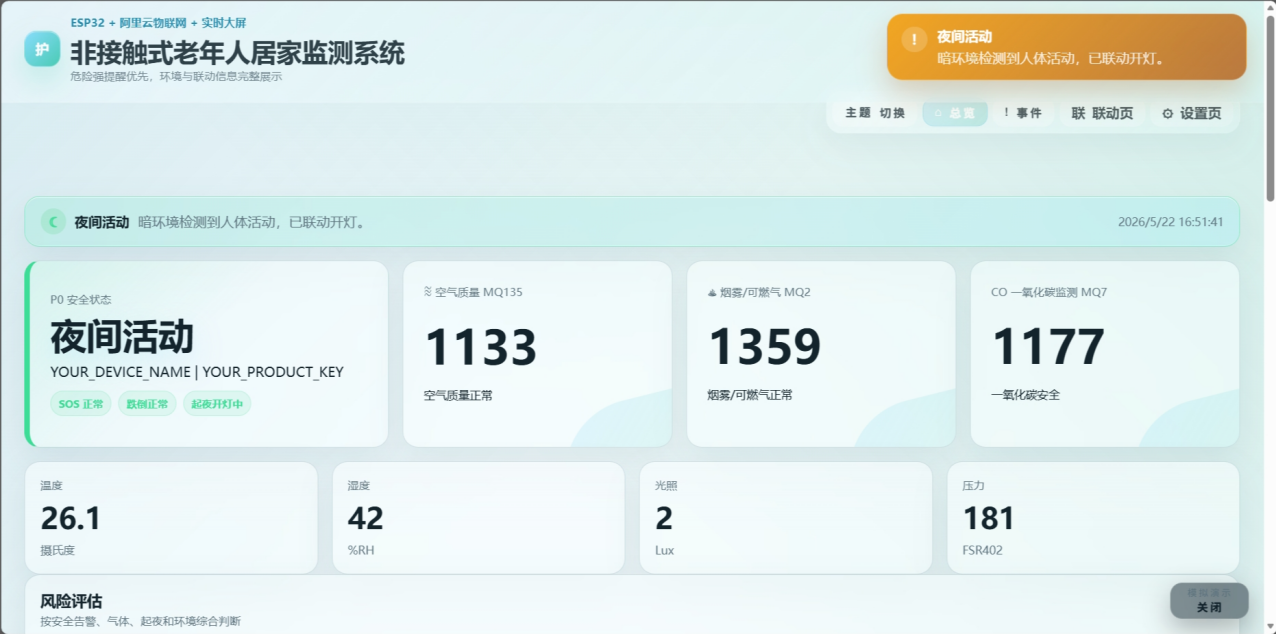 ESP32 + 阿里云物联网 + 实时大屏
护
非接触式老年人居家监测系统
危险强提醒优先，环境与联动信息完整展示
!
夜间活动
暗环境检测到人体活动，已联动开灯。
主题 切换
总览
! 事件
联 联动页
⚙ 设置页
夜间活动 暗环境检测到人体活动，已联动开灯。
2026/5/22 16:51:41
P0 安全状态
夜间活动
YOUR_DEVICE_NAME | YOUR_PRODUCT_KEY
SOS 正常
跌倒正常
起夜开灯中
空气质量 MQ135
1133
空气质量正常
烟雾/可燃气 MQ2
1359
烟雾/可燃气正常
CO 一氧化碳监测 MQ7
1177
一氧化碳安全
温度
26.1
摄氏度
湿度
42
%RH
光照
2
Lux
压力
181
FSR402
风险评估
按安全告警、气体、起夜和环境综合判断
模拟演示
关闭